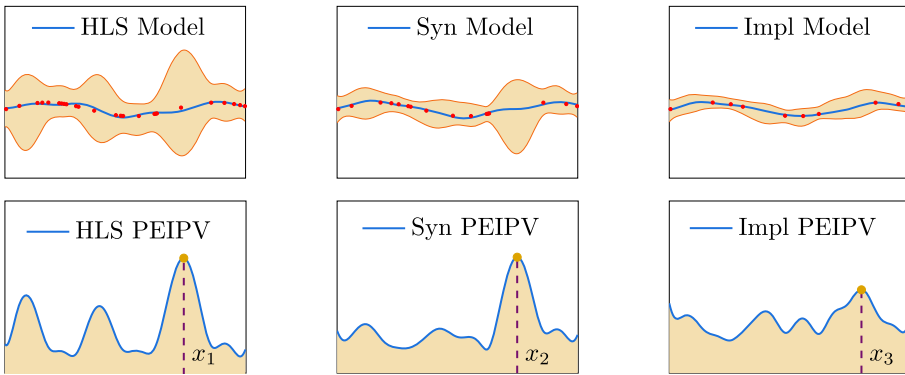 HLS Model
Syn Model
Impl Model
HLS PEIPV
Syn PEIPV
Impl PEIPV
x₁
x₂
x₃